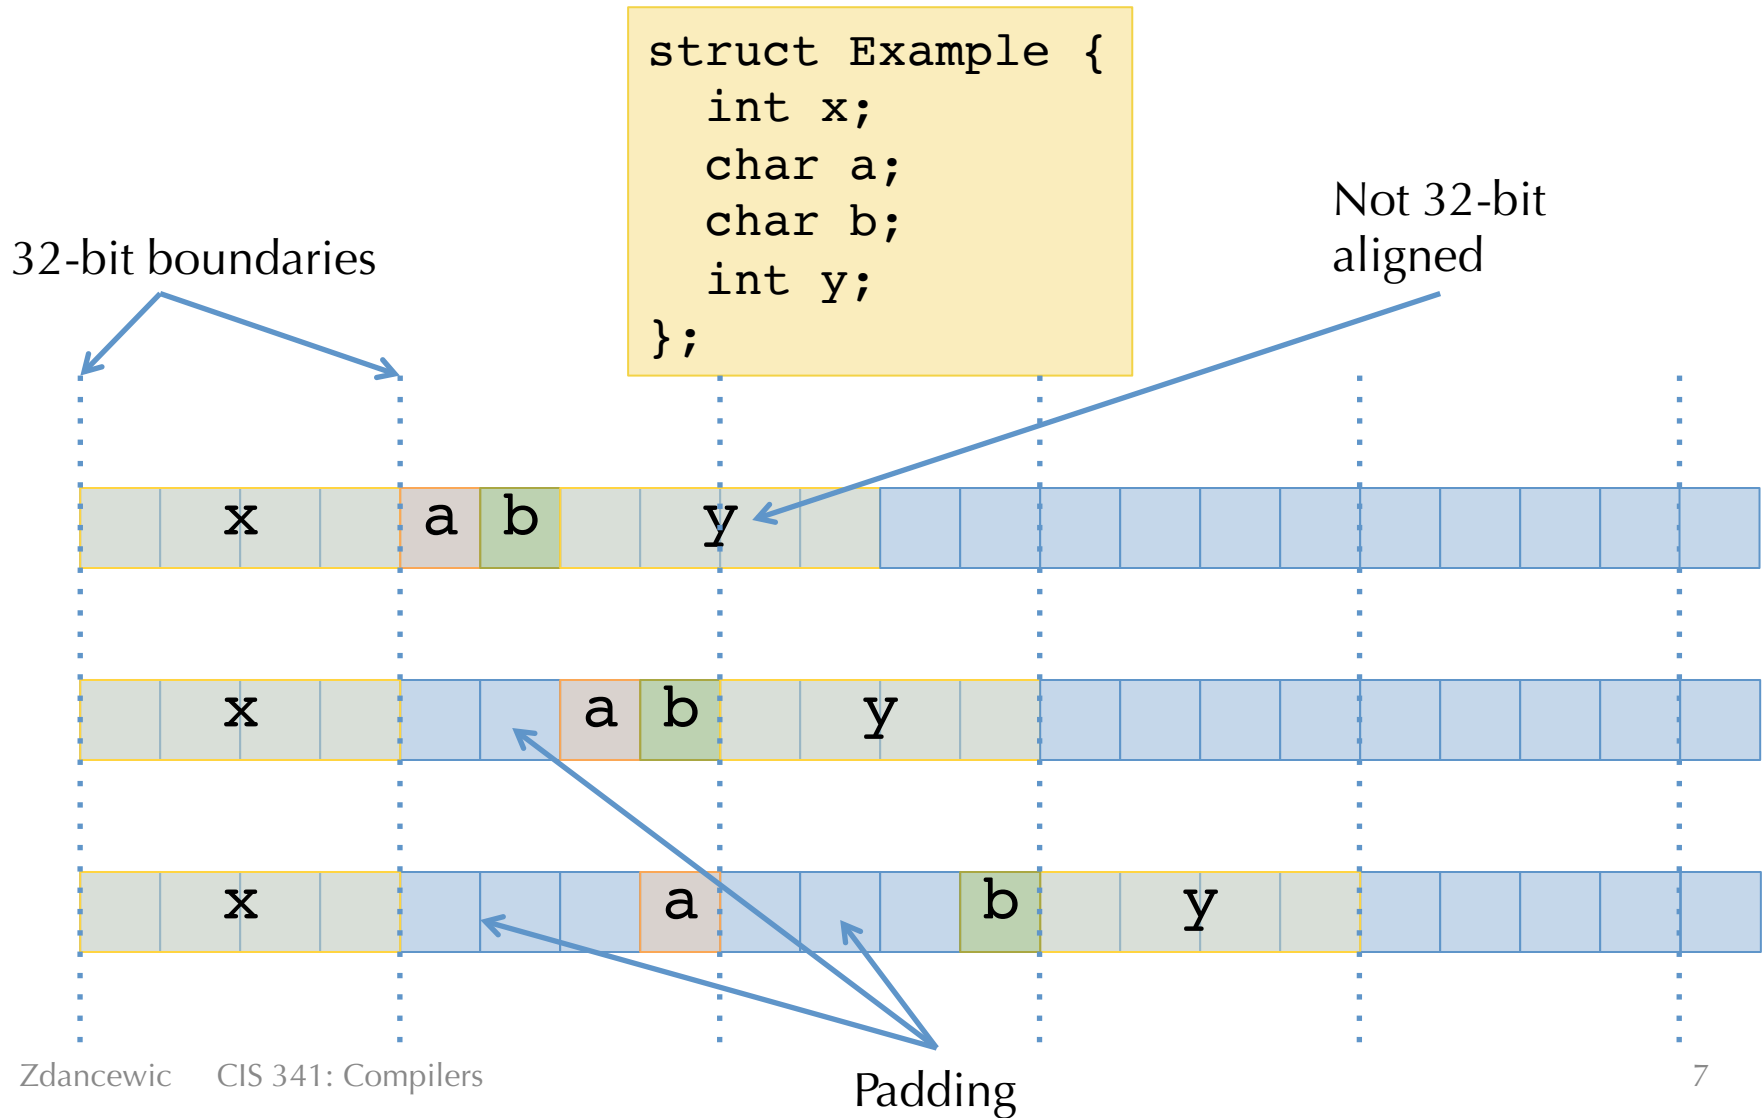 struct Example {
  int x;
  char a;
  char b;
  int y;
};
Not 32-bit
aligned
32-bit boundaries
x a b y
x a b y
x a b y
Padding
Zdancewic CIS 341: Compilers 7